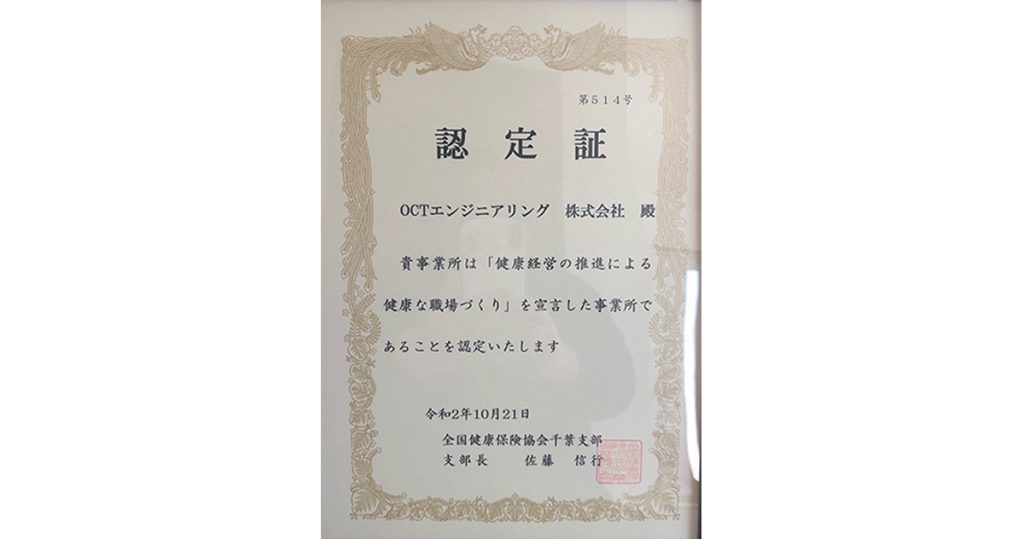 第514号
認定証
OCTエンジニアリング　株式会社　殿
貴事業所は「健康経営の推進による
健康な職場づくり」を宣言した事業所で
あることを認定いたします
令和2年10月21日
全国健康保険協会千葉支部
支部長　佐藤　信行